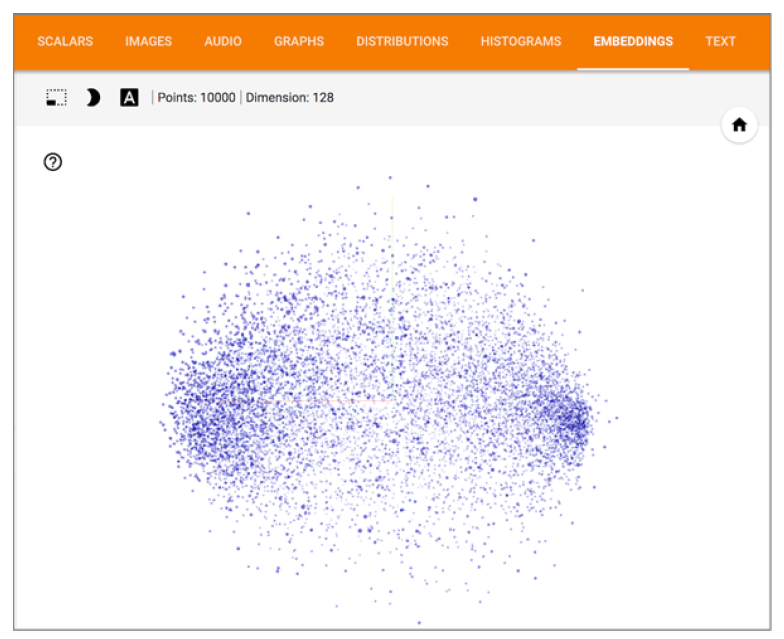 SCALARS IMAGES AUDIO GRAPHS DISTRIBUTIONS HISTOGRAMS EMBEDDINGS TEXT
A | Points: 10000 | Dimension: 128
?